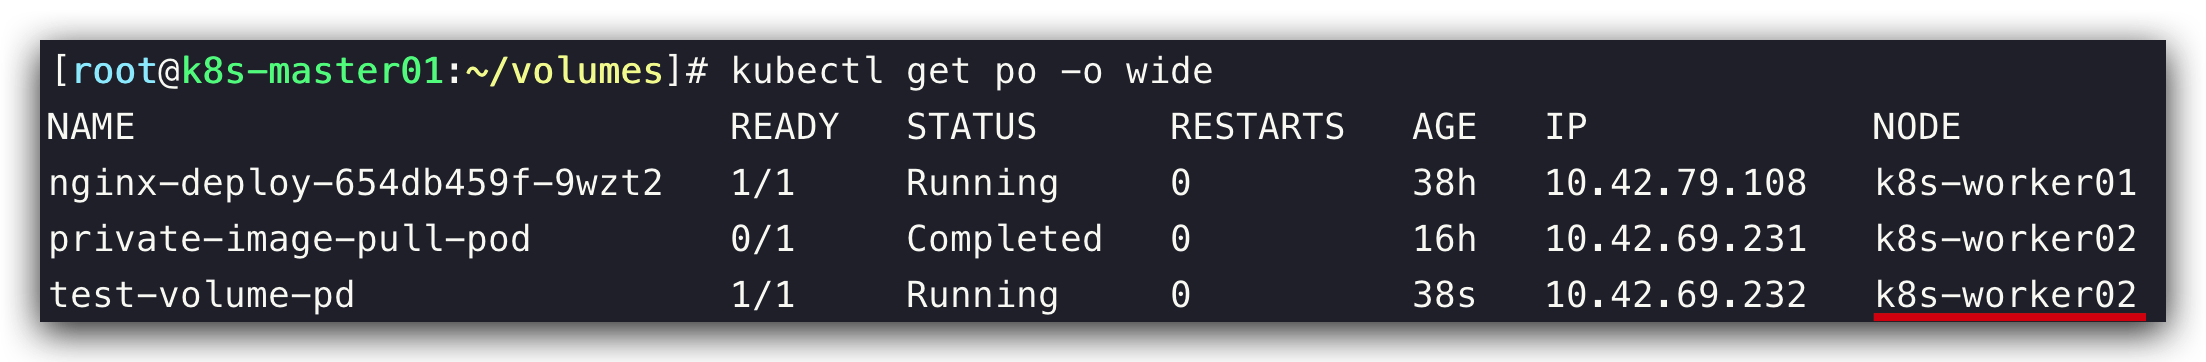 [root@k8s-master01:~/volumes]# kubectl get po -o wide
NAME READY STATUS RESTARTS AGE IP NODE
nginx-deploy-654db459f-9wzt2 1/1 Running 0 38h 10.42.79.108 k8s-worker01
private-image-pull-pod 0/1 Completed 0 16h 10.42.69.231 k8s-worker02
test-volume-pd 1/1 Running 0 38s 10.42.69.232 k8s-worker02